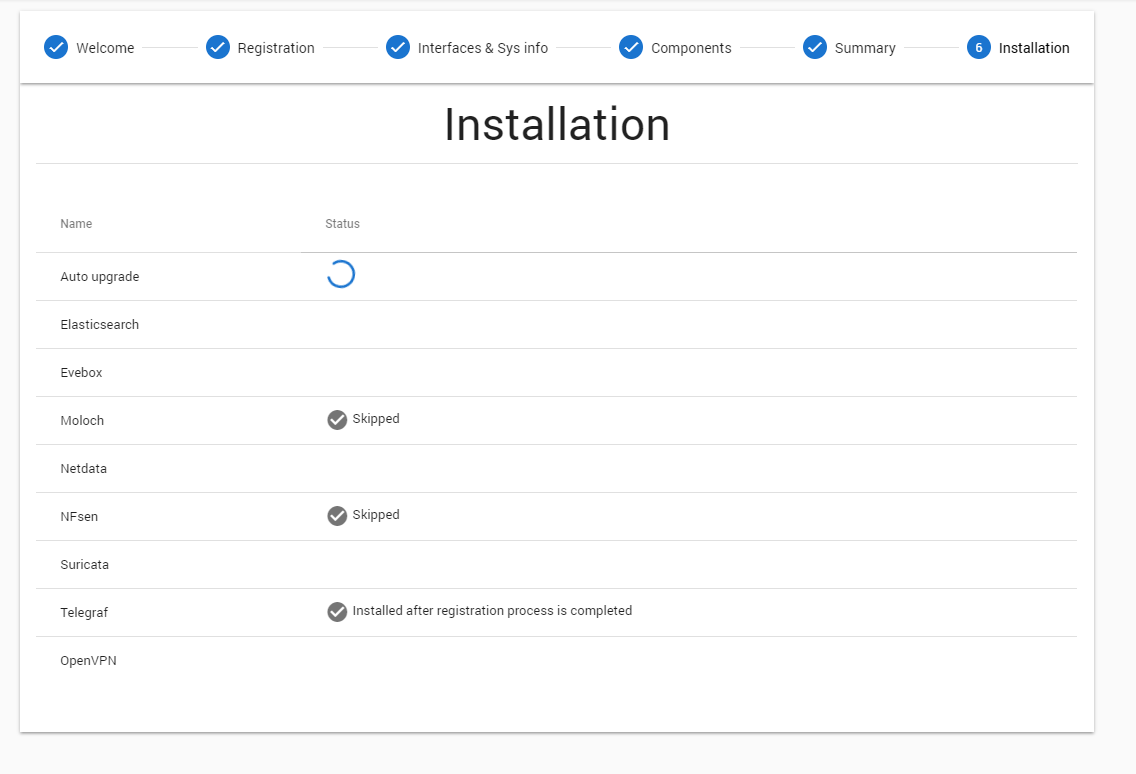 Welcome Registration Interfaces & Sys info Components Summary 6 Installation
Installation
Name Status
Auto upgrade
Elasticsearch
Evebox
Moloch Skipped
Netdata
NFsen Skipped
Suricata
Telegraf Installed after registration process is completed
OpenVPN